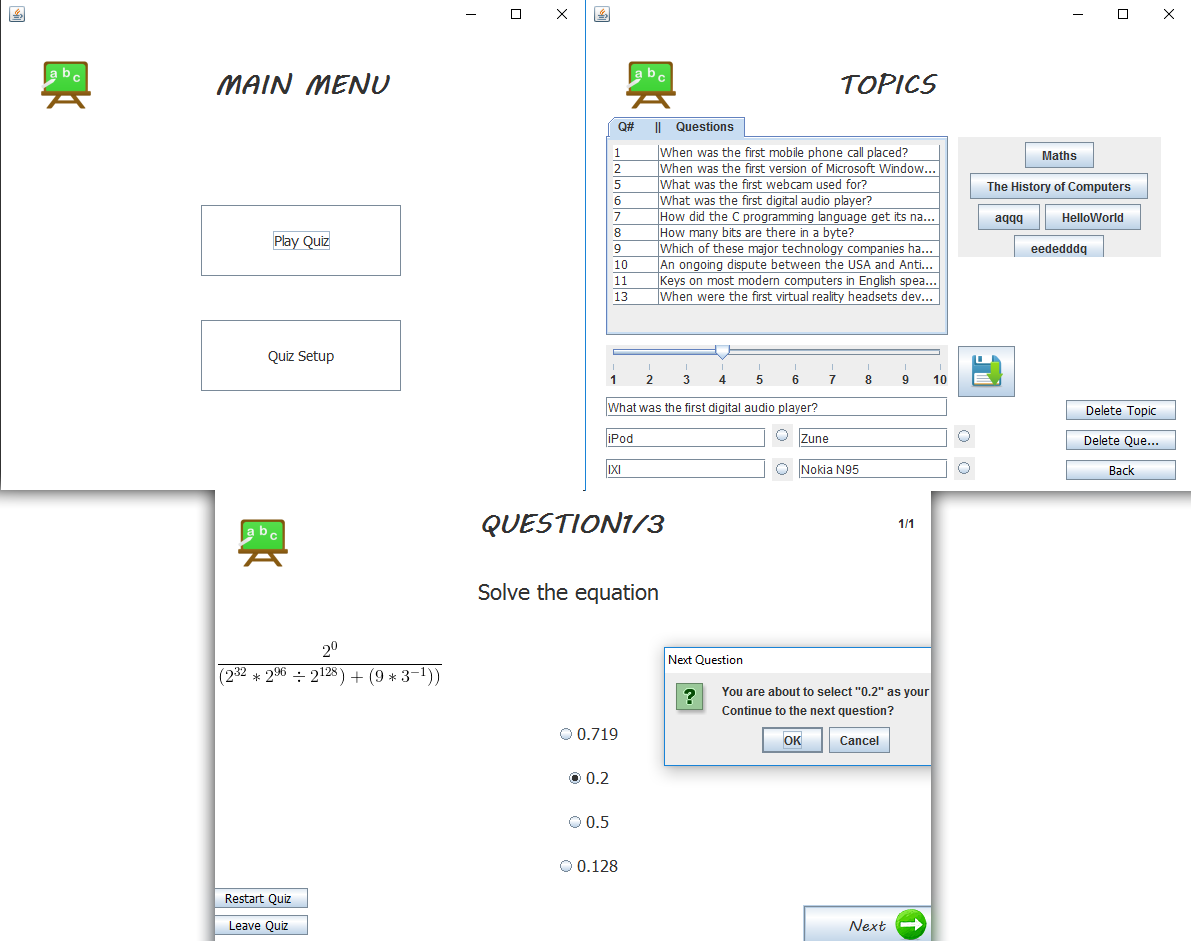 a b c
MAIN MENU
Play Quiz
Quiz Setup
a b c
TOPICS
Q# || Questions
1 When was the first mobile phone call placed?
2 When was the first version of Microsoft Window...
5 What was the first webcam used for?
6 What was the first digital audio player?
7 How did the C programming language get its na...
8 How many bits are there in a byte?
9 Which of these major technology companies ha...
10 An ongoing dispute between the USA and Anti...
11 Keys on most modern computers in English spea...
13 When were the first virtual reality headsets dev...
Maths
The History of Computers
aqqq HelloWorld
eededddq
1 2 3 4 5 6 7 8 9 10
What was the first digital audio player?
iPod Zune
IXI Nokia N95
Delete Topic
Delete Que...
Back
a b c
QUESTION1/3
1/1
Solve the equation
2^0
(2^32 * 2^96 ÷ 2^128) + (9 * 3^−1))
Next Question
?
You are about to select "0.2" as your
Continue to the next question?
OK Cancel
0.719
0.2
0.5
0.128
Restart Quiz
Leave Quiz
Next